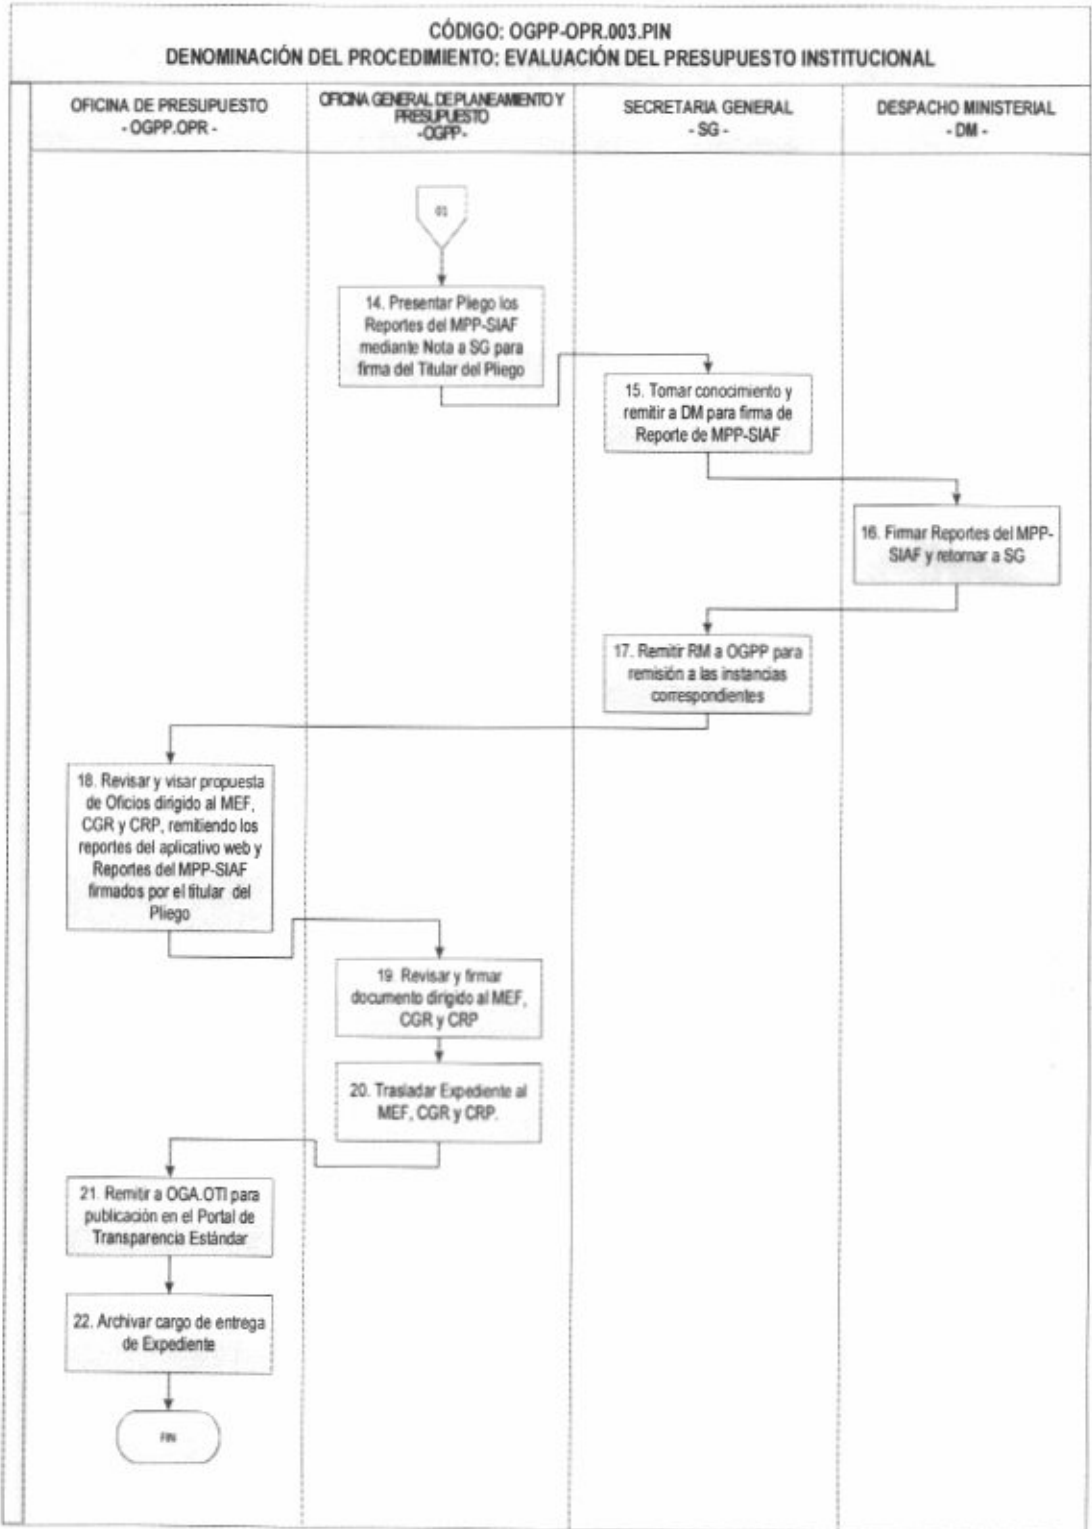 CÓDIGO: OGPP-OPR.003.PIN
DENOMINACIÓN DEL PROCEDIMIENTO: EVALUACIÓN DEL PRESUPUESTO INSTITUCIONAL
OFICINA DE PRESUPUESTO
- OGPP.OPR -
OFICINA GENERAL DE PLANEAMIENTO Y
PRESUPUESTO
-OGPP-
SECRETARIA GENERAL
- SG -
DESPACHO MINISTERIAL
- DM -
01
14. Presentar Pliego los
Reportes del MPP-SIAF
mediante Nota a SG para
firma del Titular del Pliego
15. Tomar conocimiento y
remitir a DM para firma de
Reporte de MPP-SIAF
16. Firmar Reportes del MPP-
SIAF y retornar a SG
17. Remitir RM a OGPP para
remisión a las instancias
correspondientes
18. Revisar y visar propuesta
de Oficios dirigido al MEF,
CGR y CRP, remitiendo los
reportes del aplicativo web y
Reportes del MPP-SIAF
firmados por el titular del
Pliego
19 Revisar y firmar
documento dirigido al MEF,
CGR y CRP
20. Trasladar Expediente al
MEF, CGR y CRP.
21. Remitir a OGA.OTI para
publicación en el Portal de
Transparencia Estándar
22. Archivar cargo de entrega
de Expediente
FIN